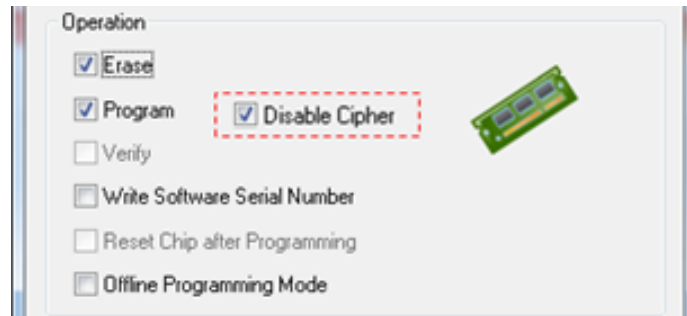 Operation
Erase
Program
Disable Cipher
Verify
Write Software Serial Number
Reset Chip after Programming
Offline Programming Mode